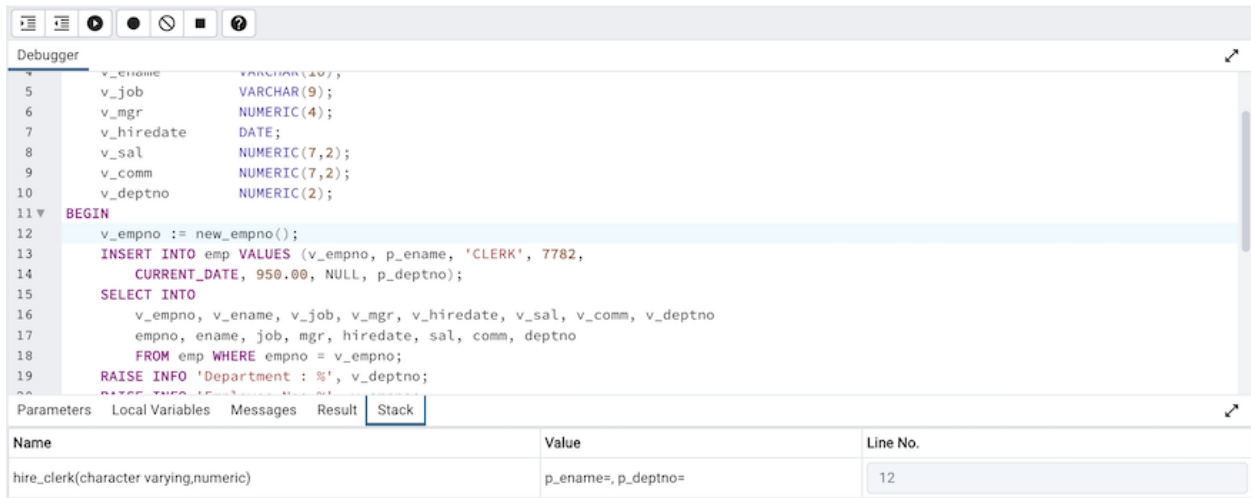 Debugger
4 v_ename VARCHAR(10);
5 v_job VARCHAR(9);
6 v_mgr NUMERIC(4);
7 v_hiredate DATE;
8 v_sal NUMERIC(7,2);
9 v_comm NUMERIC(7,2);
10 v_deptno NUMERIC(2);
11 BEGIN
12 v_empno := new_empno();
13 INSERT INTO emp VALUES (v_empno, p_ename, 'CLERK', 7782,
14 CURRENT_DATE, 950.00, NULL, p_deptno);
15 SELECT INTO
16 v_empno, v_ename, v_job, v_mgr, v_hiredate, v_sal, v_comm, v_deptno
17 empno, ename, job, mgr, hiredate, sal, comm, deptno
18 FROM emp WHERE empno = v_empno;
19 RAISE INFO 'Department : %', v_deptno;
Parameters Local Variables Messages Result Stack
Name Value Line No.
hire_clerk(character varying,numeric) p_ename=, p_deptno= 12